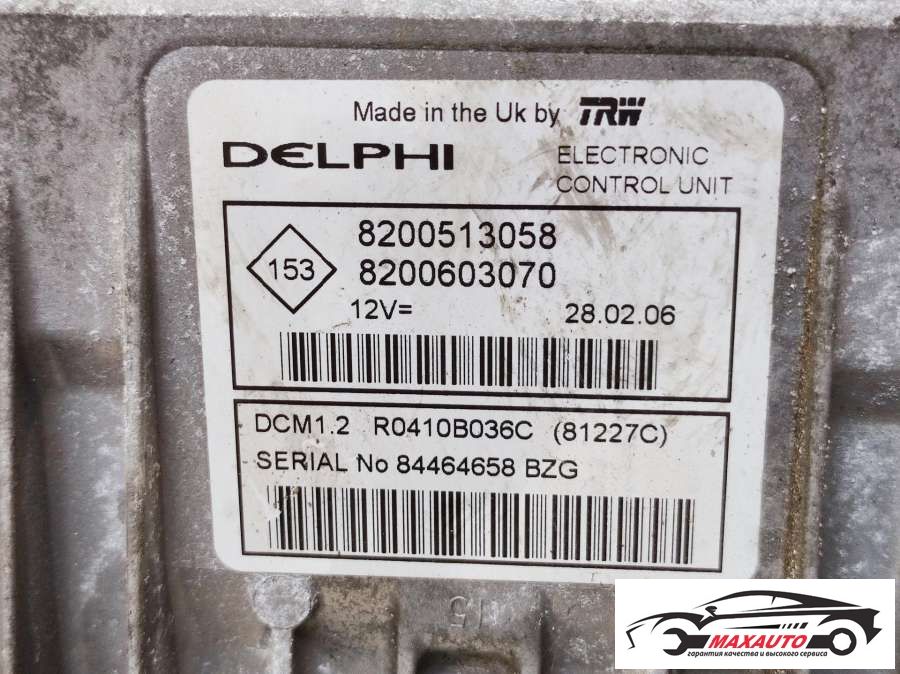 Made in the Uk by TRW
DELPHI
ELECTRONIC
CONTROL UNIT
153
8200513058
8200603070
12V=
28.02.06
DCM1.2 R0410B036C (81227C)
SERIAL No 84464658 BZG
MAXAUTO
гарантия качества и высокого сервиса